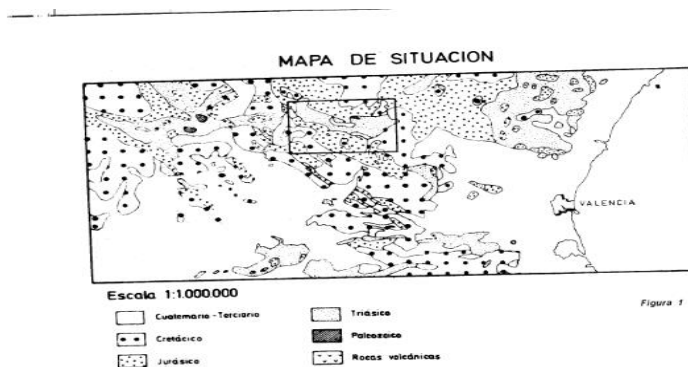 MAPA DE SITUACION
VALENCIA
Escala 1:1.000.000
Figura 1
Cuaternario-Terciario
Triásico
Cretácico
Paleozoico
Jurásico
Rocas volcánicas